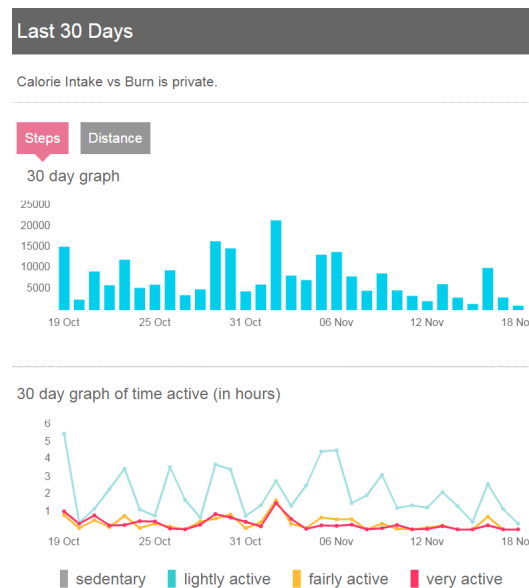 Last 30 Days
Calorie Intake vs Burn is private.
Steps Distance
30 day graph
25000
20000
15000
10000
5000
19 Oct 25 Oct 31 Oct 06 Nov 12 Nov 18 No
30 day graph of time active (in hours)
6
5
4
3
2
1
19 Oct 25 Oct 31 Oct 06 Nov 12 Nov 18 No
sedentary lightly active fairly active very active